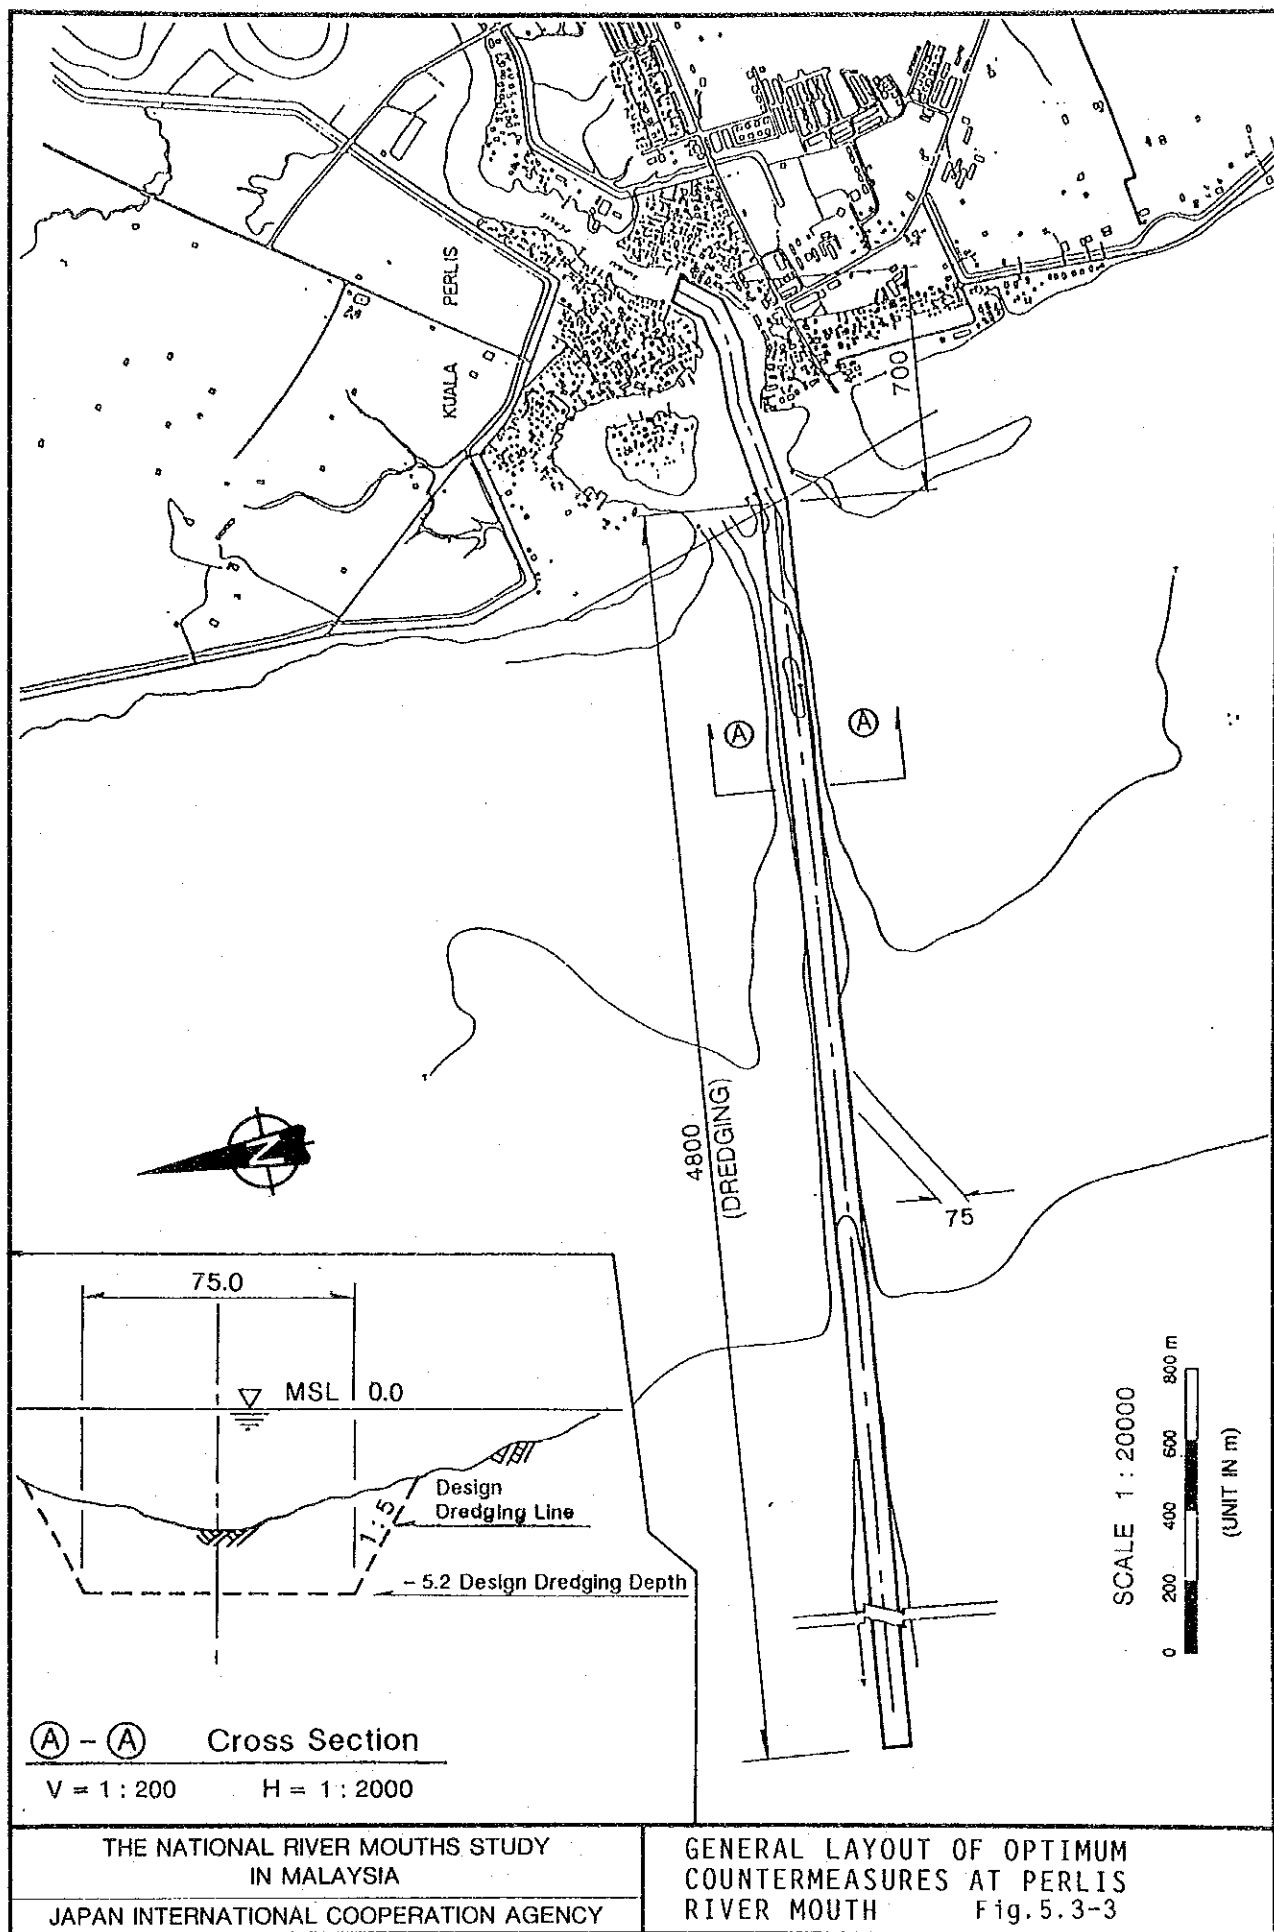 48
PERLIS
KUALA
700
A
A
4800
(DREDGING)
75
N
75.0
MSL 0.0
Design
Dredging Line
1:5
-5.2 Design Dredging Depth
A - A Cross Section
V = 1 : 200 H = 1 : 2000
SCALE 1 : 20000
0 200 400 600 800 m
(UNIT IN m)
THE NATIONAL RIVER MOUTHS STUDY
IN MALAYSIA
JAPAN INTERNATIONAL COOPERATION AGENCY
GENERAL LAYOUT OF OPTIMUM
COUNTERMEASURES AT PERLIS
RIVER MOUTH Fig.5.3-3